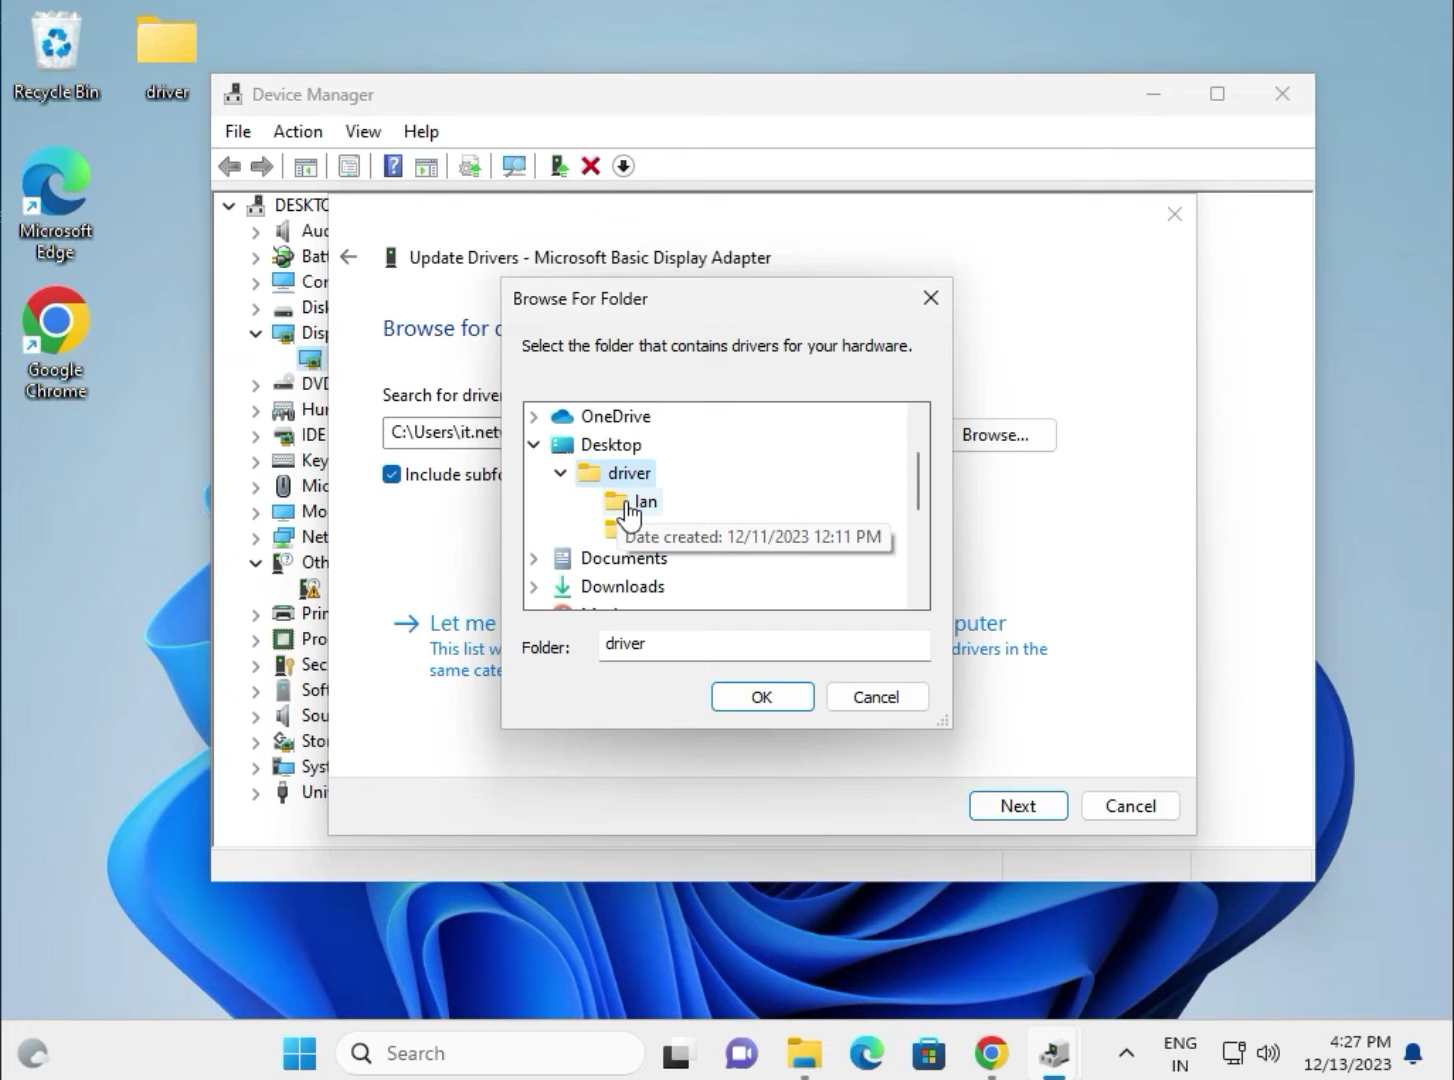 Recycle Bin
driver
Microsoft
Edge
Google
Chrome
Device Manager
File Action View Help
DESKTO
Aud
Batt
Cor
Disk
Disp
DVD
Hur
IDE
Key
Mic
Mo
Net
Oth
Prin
Pro
Sec
Soft
Sou
Stor
Syst
Uni
Update Drivers - Microsoft Basic Display Adapter
Browse for d
Search for driver
C:\Users\it.net
Browse...
Include subfo
Let me
puter
This list w
drivers in the
same cate
Next
Cancel
Browse For Folder
Select the folder that contains drivers for your hardware.
OneDrive
Desktop
driver
lan
Date created: 12/11/2023 12:11 PM
Documents
Downloads
Folder:
driver
OK
Cancel
Search
ENG
IN
4:27 PM
12/13/2023